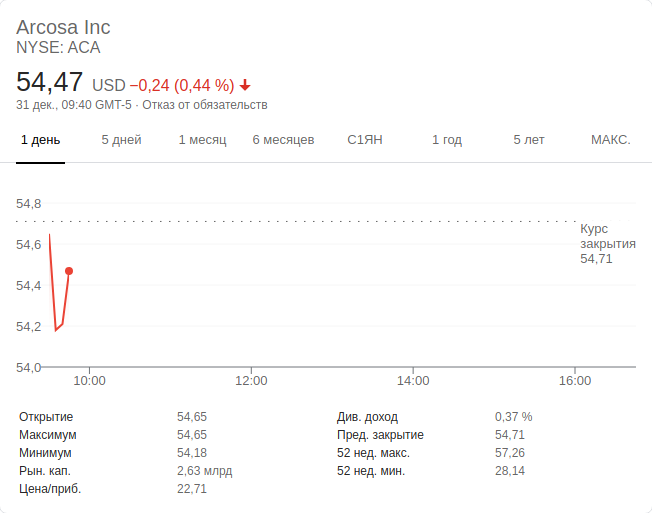 Arcosa Inc
NYSE: ACA
54,47 USD −0,24 (0,44 %)
31 дек., 09:40 GMT-5 · Отказ от обязательств
1 день 5 дней 1 месяц 6 месяцев С1ЯН 1 год 5 лет МАКС.
54,8
54,6
54,4
54,2
54,0
Курс
закрытия
54,71
10:00 12:00 14:00 16:00
Открытие 54,65
Максимум 54,65
Минимум 54,18
Рын. кап. 2,63 млрд
Цена/приб. 22,71
Див. доход 0,37 %
Пред. закрытие 54,71
52 нед. макс. 57,26
52 нед. мин. 28,14